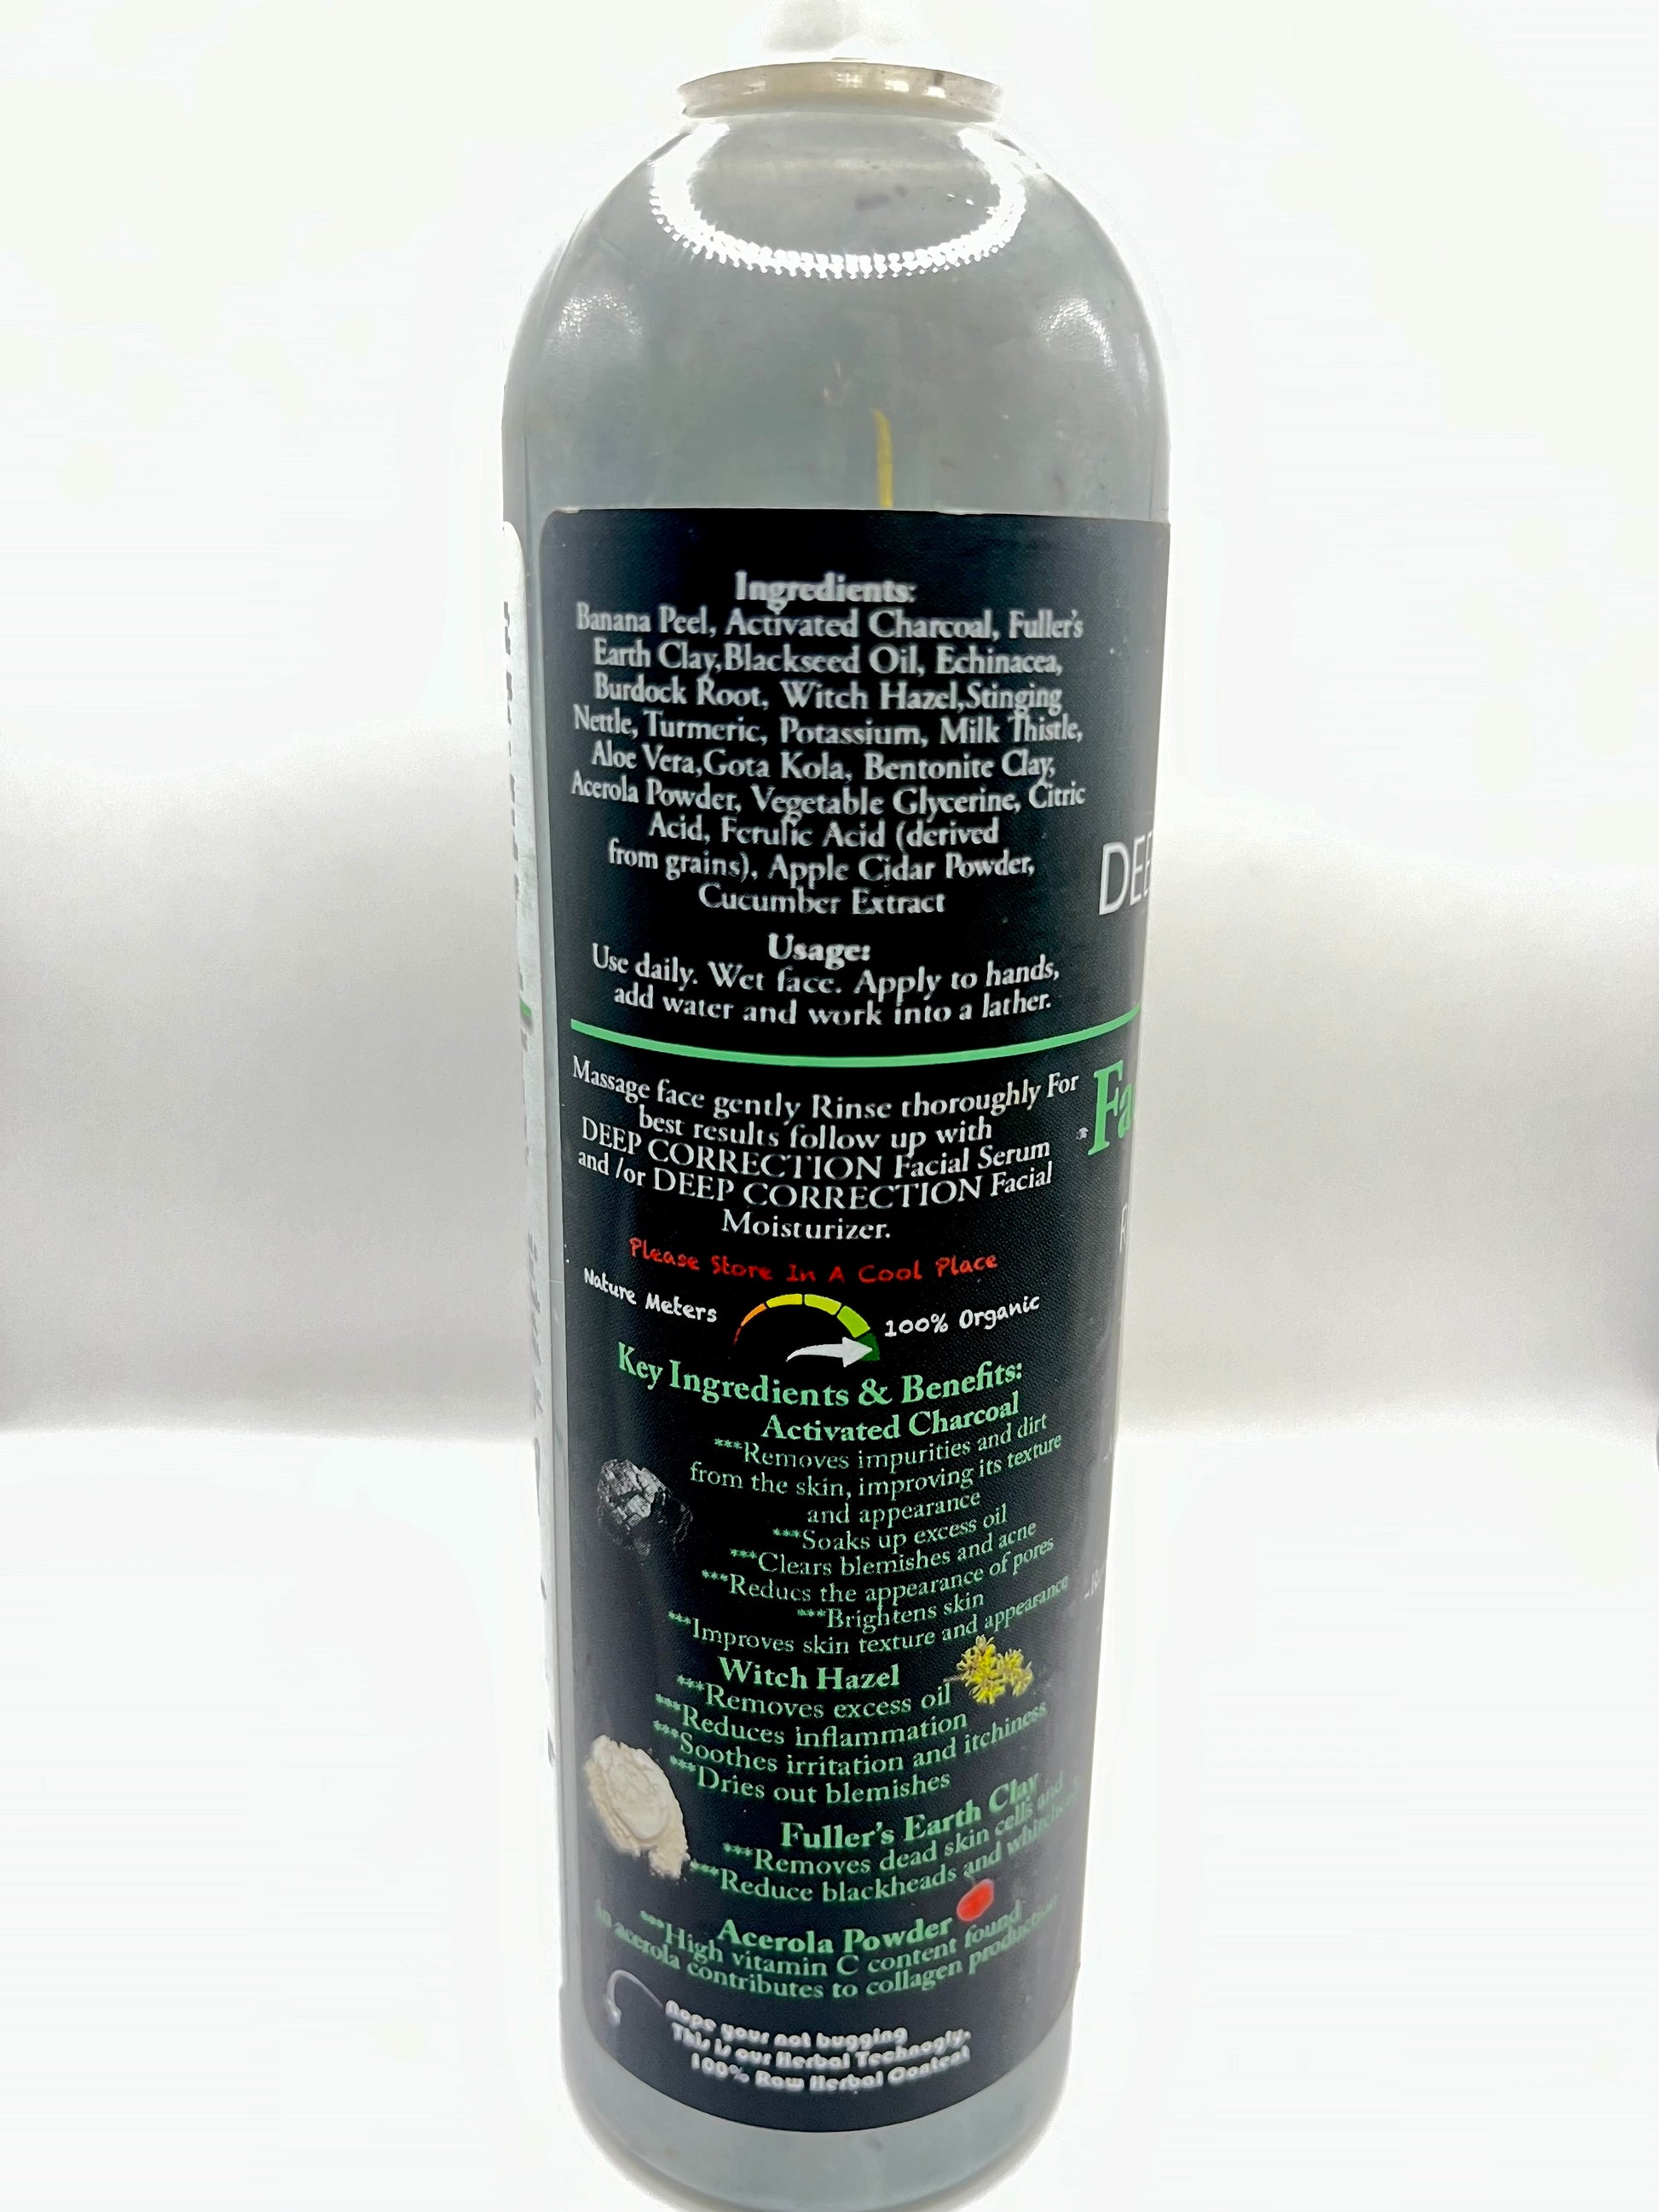 Ingredients:
Banana Peel, Activated Charcoal, Fuller's
Earth Clay,Blackseed Oil, Echinacea,
Burdock Root, Witch Hazel,Stinging
Nettle, Turmeric, Potassium, Milk Thistle,
Aloe Vera,Gota Kola, Bentonite Clay,
Acerola Powder, Vegetable Glycerine, Citric
Acid, Ferulic Acid (derived
from grains), Apple Cidar Powder,
Cucumber Extract
Usage:
Use daily. Wet face. Apply to hands,
add water and work into a lather.
Massage face gently Rinse thoroughly For
best results follow up with
DEEP CORRECTION Facial Serum
and /or DEEP CORRECTION Facial
Moisturizer.
Please Store In A Cool Place
Nature Meters
100% Organic
Key Ingredients & Benefits:
Activated Charcoal
***Removes impurities and dirt
from the skin, improving its texture
and appearance
***Soaks up excess oil
***Clears blemishes and acne
***Reducs the appearance of pores
***Brightens skin
***Improves skin texture and appearance
Witch Hazel
***Removes excess oil
***Reduces inflammation
***Soothes irritation and itchiness
***Dries out blemishes
Fuller's Earth Clay
***Removes dead skin cells and
***Reduce blackheads and
Acerola Powder
***High vitamin C content found
in acerola contributes to collagen production
Nope your not bugging
This is our Herbal Technogly.
100% Raw Herbal Content
DEE
Fa